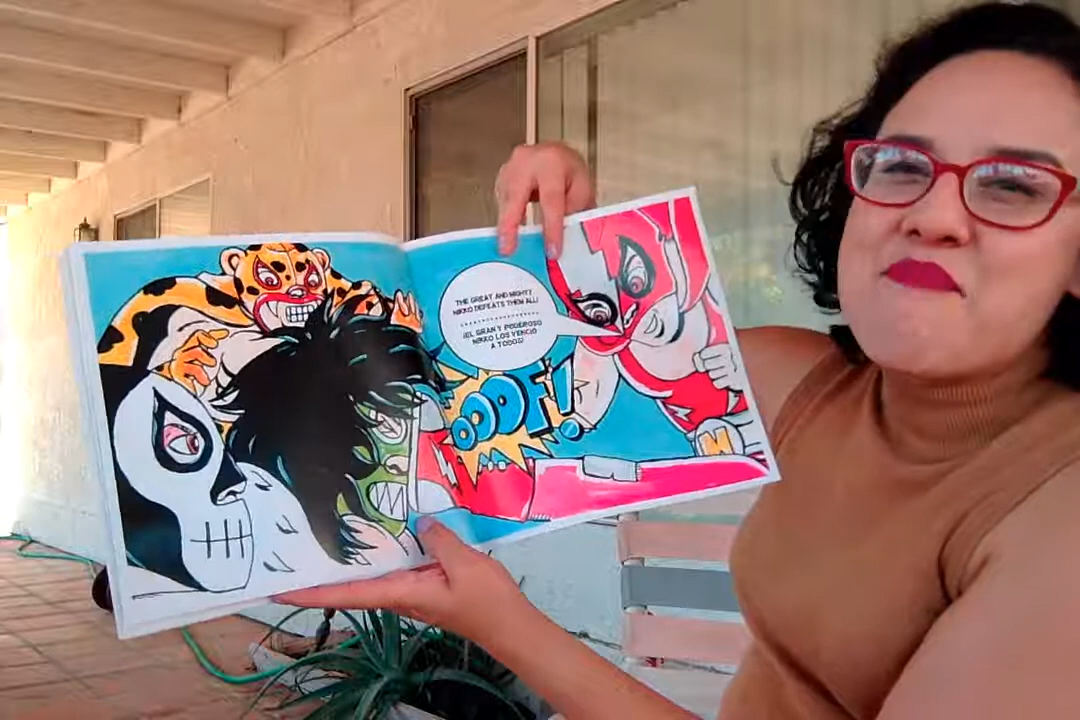 THE GREAT AND MIGHTY
NIKKO DEFEATS THEM ALL!
¡EL GRAN Y PODEROSO
NIKKO LOS VENCIÓ
A TODOS!
OOOF!
N